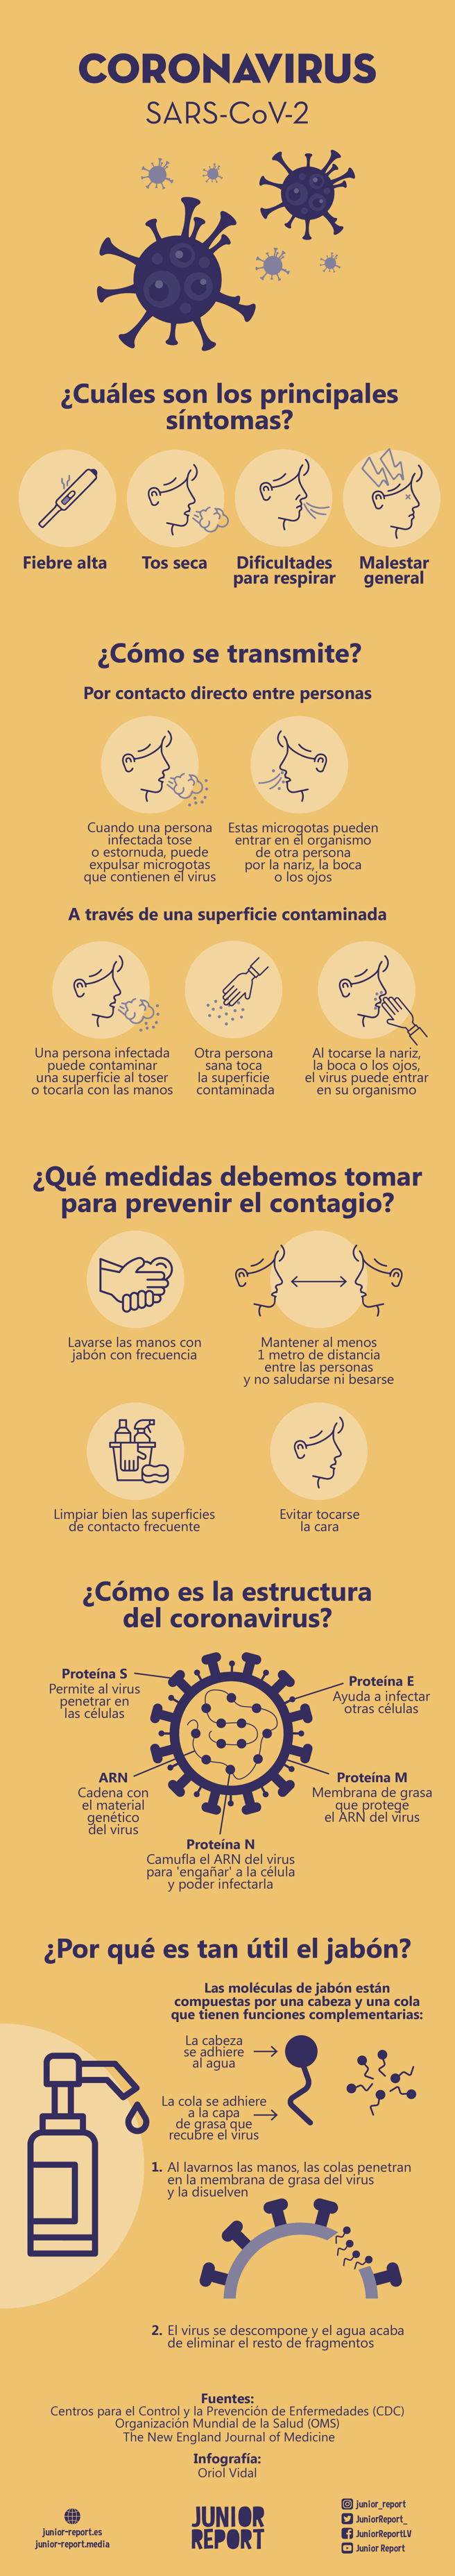 CORONAVIRUS
SARS-CoV-2
¿Cuáles son los principales
síntomas?
Fiebre alta
Tos seca
Dificultades
para respirar
Malestar
general
¿Cómo se transmite?
Por contacto directo entre personas
Cuando una persona
infectada tose
o estornuda, puede
expulsar microgotas
que contienen el virus
Estas microgotas pueden
entrar en el organismo
de otra persona
por la nariz, la boca
o los ojos
A través de una superficie contaminada
Una persona infectada
puede contaminar
una superficie al toser
o tocarla con las manos
Otra persona
sana toca
la superficie
contaminada
Al tocarse la nariz,
la boca o los ojos,
el virus puede entrar
en su organismo
¿Qué medidas debemos tomar
para prevenir el contagio?
Lavarse las manos con
jabón con frecuencia
Mantener al menos
1 metro de distancia
entre las personas
y no saludarse ni besarse
Limpiar bien las superficies
de contacto frecuente
Evitar tocarse
la cara
¿Cómo es la estructura
del coronavirus?
Proteína S
Permite al virus
penetrar en
las células
Proteína E
Ayuda a infectar
otras células
ARN
Cadena con
el material
genético
del virus
Proteína M
Membrana de grasa
que protege
el ARN del virus
Proteína N
Camufla el ARN del virus
para 'engañar' a la célula
y poder infectarla
¿Por qué es tan útil el jabón?
Las moléculas de jabón están
compuestas por una cabeza y una cola
que tienen funciones complementarias:
La cabeza
se adhiere
al agua
La cola se adhiere
a la capa
de grasa que
recubre el virus
1. Al lavarnos las manos, las colas penetran
en la membrana de grasa del virus
y la disuelven
2. El virus se descompone y el agua acaba
de eliminar el resto de fragmentos
Fuentes:
Centros para el Control y la Prevención de Enfermedades (CDC)
Organización Mundial de la Salud (OMS)
The New England Journal of Medicine
Infografía:
Oriol Vidal
junior-report.es
junior-report.media
JUNIOR
REPORT
junior_report
JuniorReport_
JuniorReportLV
Junior Report